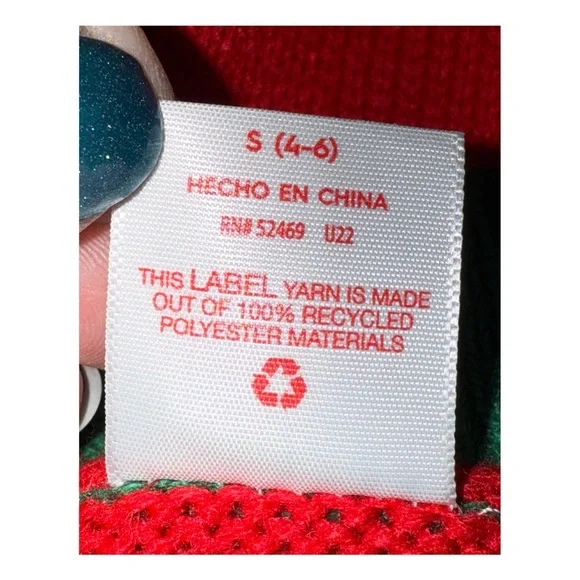 S (4-6)
HECHO EN CHINA
RN# 52469 U22
THIS LABEL YARN IS MADE
OUT OF 100% RECYCLED
POLYESTER MATERIALS